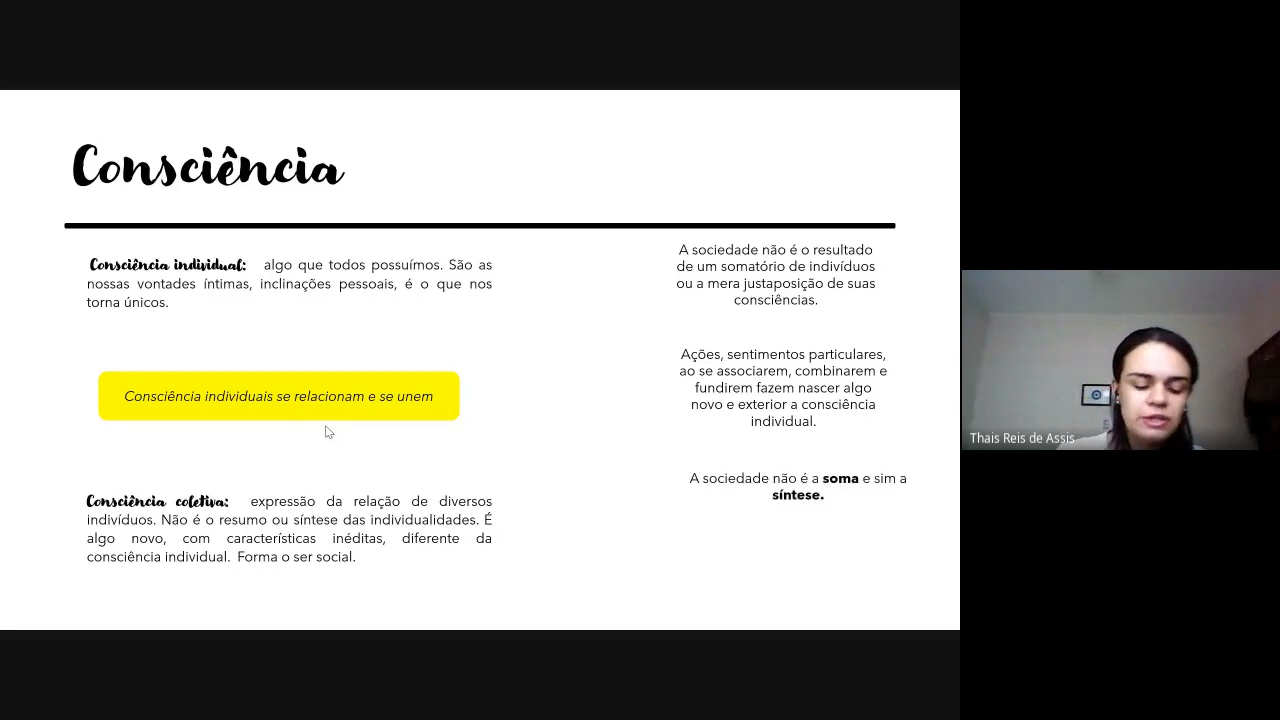 Consciência
Consciência individual: algo que todos possuímos. São as
nossas vontades íntimas, inclinações pessoais, é o que nos
torna únicos.
Consciência individuais se relacionam e se unem
Consciência coletiva: expressão da relação de diversos
indivíduos. Não é o resumo ou síntese das individualidades. É
algo novo, com características inéditas, diferente da
consciência individual. Forma o ser social.
A sociedade não é o resultado
de um somatório de indivíduos
ou a mera justaposição de suas
consciências.
Ações, sentimentos particulares,
ao se associarem, combinarem e
fundirem fazem nascer algo
novo e exterior a consciência
individual.
A sociedade não é a soma e sim a
síntese.
Thais Reis de Assis